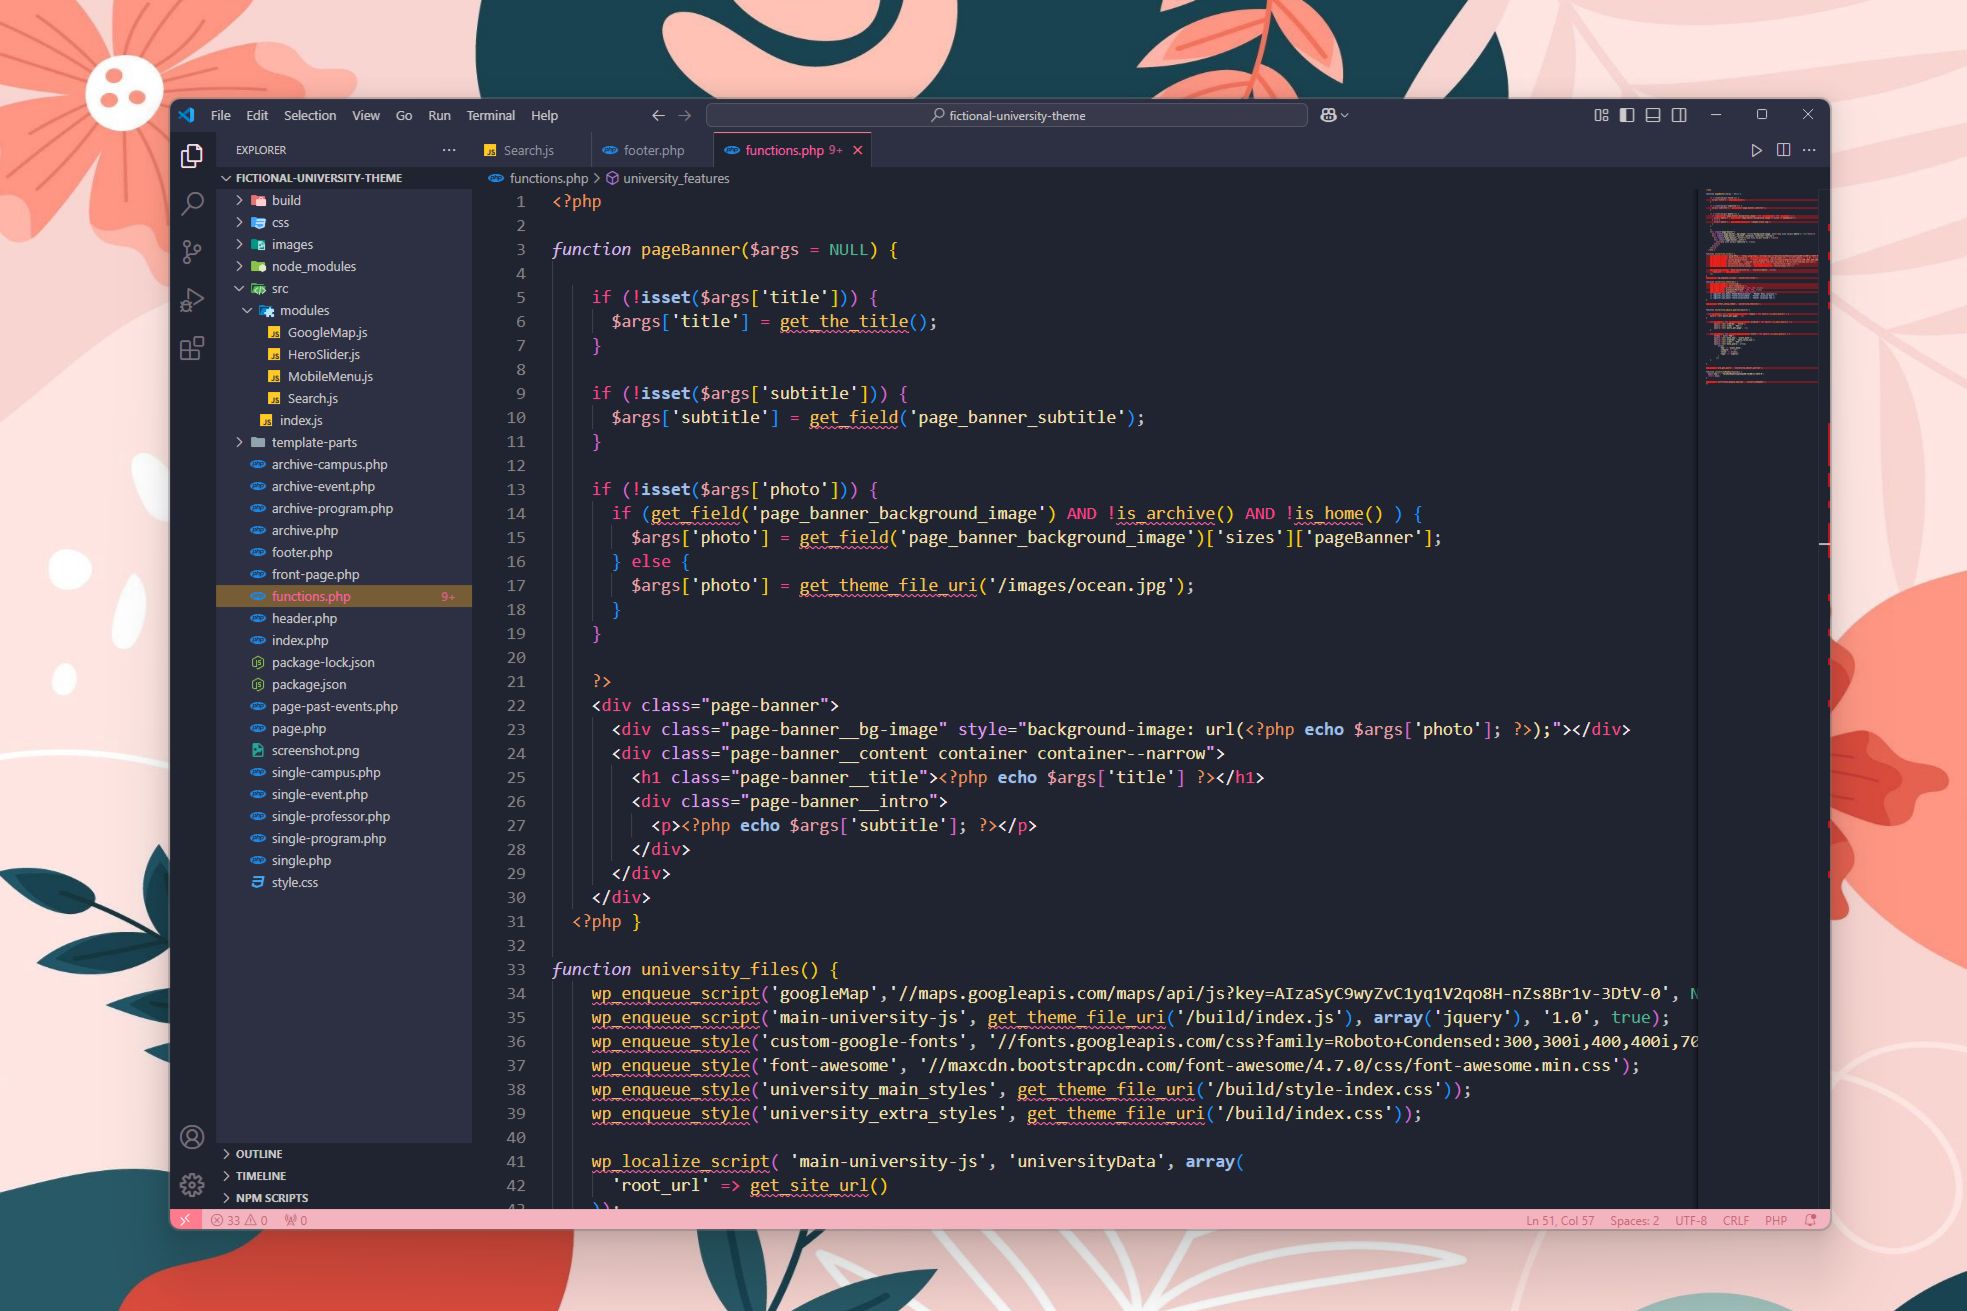 File Edit Selection View Go Run Terminal Help
fictional-university-theme
EXPLORER
Search.js
footer.php
functions.php 9+
FICTIONAL-UNIVERSITY-THEME
functions.php > university_features
build
css
images
node_modules
src
modules
GoogleMap.js
HeroSlider.js
MobileMenu.js
Search.js
index.js
template-parts
archive-campus.php
archive-event.php
archive-program.php
archive.php
footer.php
front-page.php
functions.php 9+
header.php
index.php
package-lock.json
package.json
page-past-events.php
page.php
screenshot.png
single-campus.php
single-event.php
single-professor.php
single-program.php
single.php
style.css
OUTLINE
TIMELINE
NPM SCRIPTS
1 <?php
2
3 function pageBanner($args = NULL) {
4
5 if (!isset($args['title'])) {
6 $args['title'] = get_the_title();
7 }
8
9 if (!isset($args['subtitle'])) {
10 $args['subtitle'] = get_field('page_banner_subtitle');
11 }
12
13 if (!isset($args['photo'])) {
14 if (get_field('page_banner_background_image') AND !is_archive() AND !is_home() ) {
15 $args['photo'] = get_field('page_banner_background_image')['sizes']['pageBanner'];
16 } else {
17 $args['photo'] = get_theme_file_uri('/images/ocean.jpg');
18 }
19 }
20
21 ?>
22 <div class="page-banner">
23 <div class="page-banner__bg-image" style="background-image: url(<?php echo $args['photo']; ?>);"></div>
24 <div class="page-banner__content container container--narrow">
25 <h1 class="page-banner__title"><?php echo $args['title'] ?></h1>
26 <div class="page-banner__intro">
27 <p><?php echo $args['subtitle']; ?></p>
28 </div>
29 </div>
30 </div>
31 <?php }
32
33 function university_files() {
34 wp_enqueue_script('googleMap','//maps.googleapis.com/maps/api/js?key=AIzaSyC9wyZvC1yq1V2qo8H-nZs8Br1v-3DtV-0', N
35 wp_enqueue_script('main-university-js', get_theme_file_uri('/build/index.js'), array('jquery'), '1.0', true);
36 wp_enqueue_style('custom-google-fonts', '//fonts.googleapis.com/css?family=Roboto+Condensed:300,300i,400,400i,70
37 wp_enqueue_style('font-awesome', '//maxcdn.bootstrapcdn.com/font-awesome/4.7.0/css/font-awesome.min.css');
38 wp_enqueue_style('university_main_styles', get_theme_file_uri('/build/style-index.css'));
39 wp_enqueue_style('university_extra_styles', get_theme_file_uri('/build/index.css'));
40
41 wp_localize_script( 'main-university-js', 'universityData', array(
42 'root_url' => get_site_url()
33 0 0
Ln 51, Col 57 Spaces: 2 UTF-8 CRLF PHP